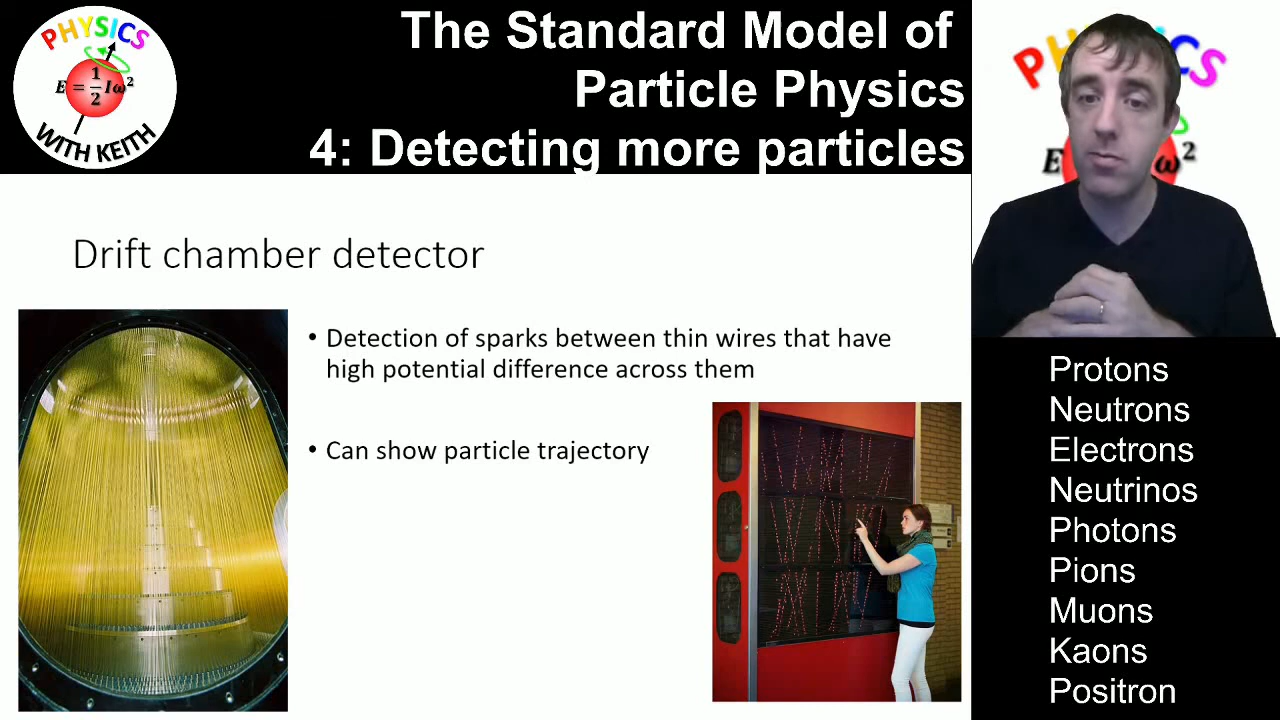 PHYSICS
E = 1/2 Iω²
WITH KEITH
The Standard Model of
Particle Physics
4: Detecting more particles
Drift chamber detector
• Detection of sparks between thin wires that have
high potential difference across them
• Can show particle trajectory
Protons
Neutrons
Electrons
Neutrinos
Photons
Pions
Muons
Kaons
Positron